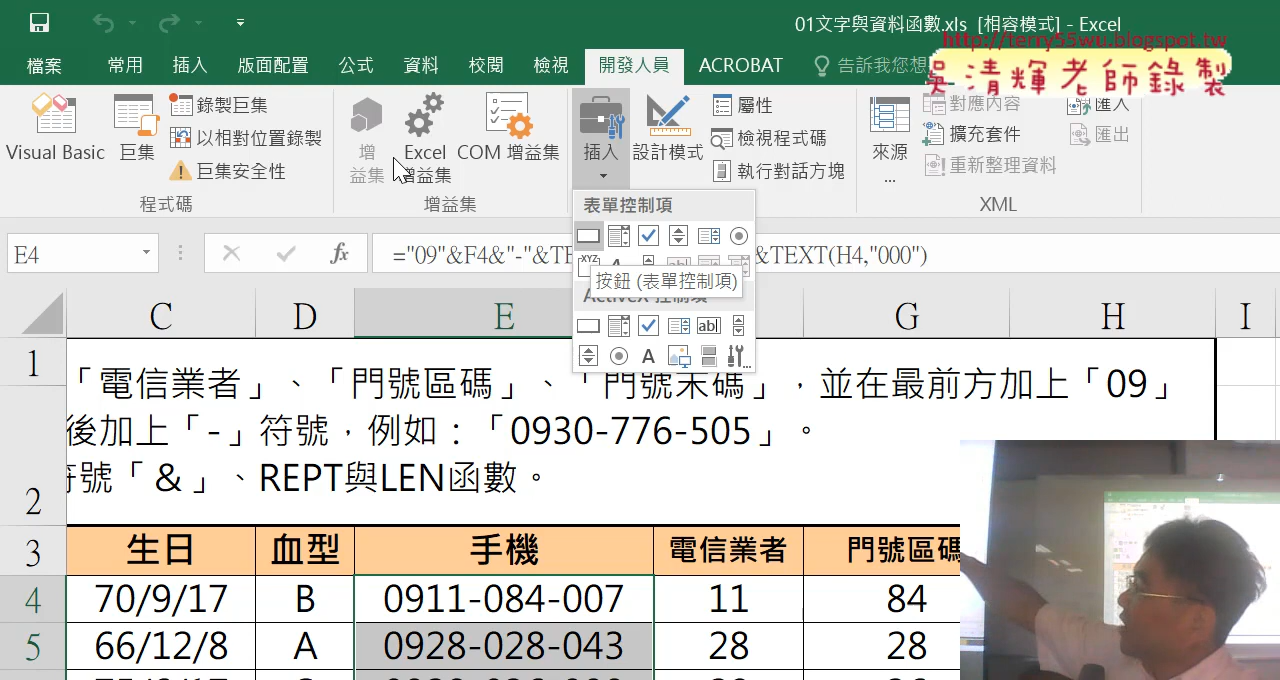 01文字與資料函數.xls [相容模式] - Excel
http://terry55wu.blogspot.tw
吳清輝老師錄製
檔案 常用 插入 版面配置 公式 資料 校閱 檢視 開發人員 ACROBAT 告訴我您想
Visual Basic 巨集 錄製巨集 以相對位置錄製 巨集安全性
程式碼
增益集 Excel 增益集 COM 增益集
增益集
插入 設計模式 屬性 檢視程式碼 執行對話方塊
來源... 對應內容 擴充套件 重新整理資料 匯入 匯出
XML
表單控制項
按鈕 (表單控制項)
E4 fx ="09"&F4&"-"&TE &TEXT(H4,"000")
C D E G H I
1 「電信業者」、「門號區碼」、「門號末碼」，並在最前方加上「09」
後加上「-」符號，例如：「0930-776-505」。
2 符號「&」、REPT與LEN函數。
3 生日 血型 手機 電信業者 門號區碼
4 70/9/17 B 0911-084-007 11 84
5 66/12/8 A 0928-028-043 28 28